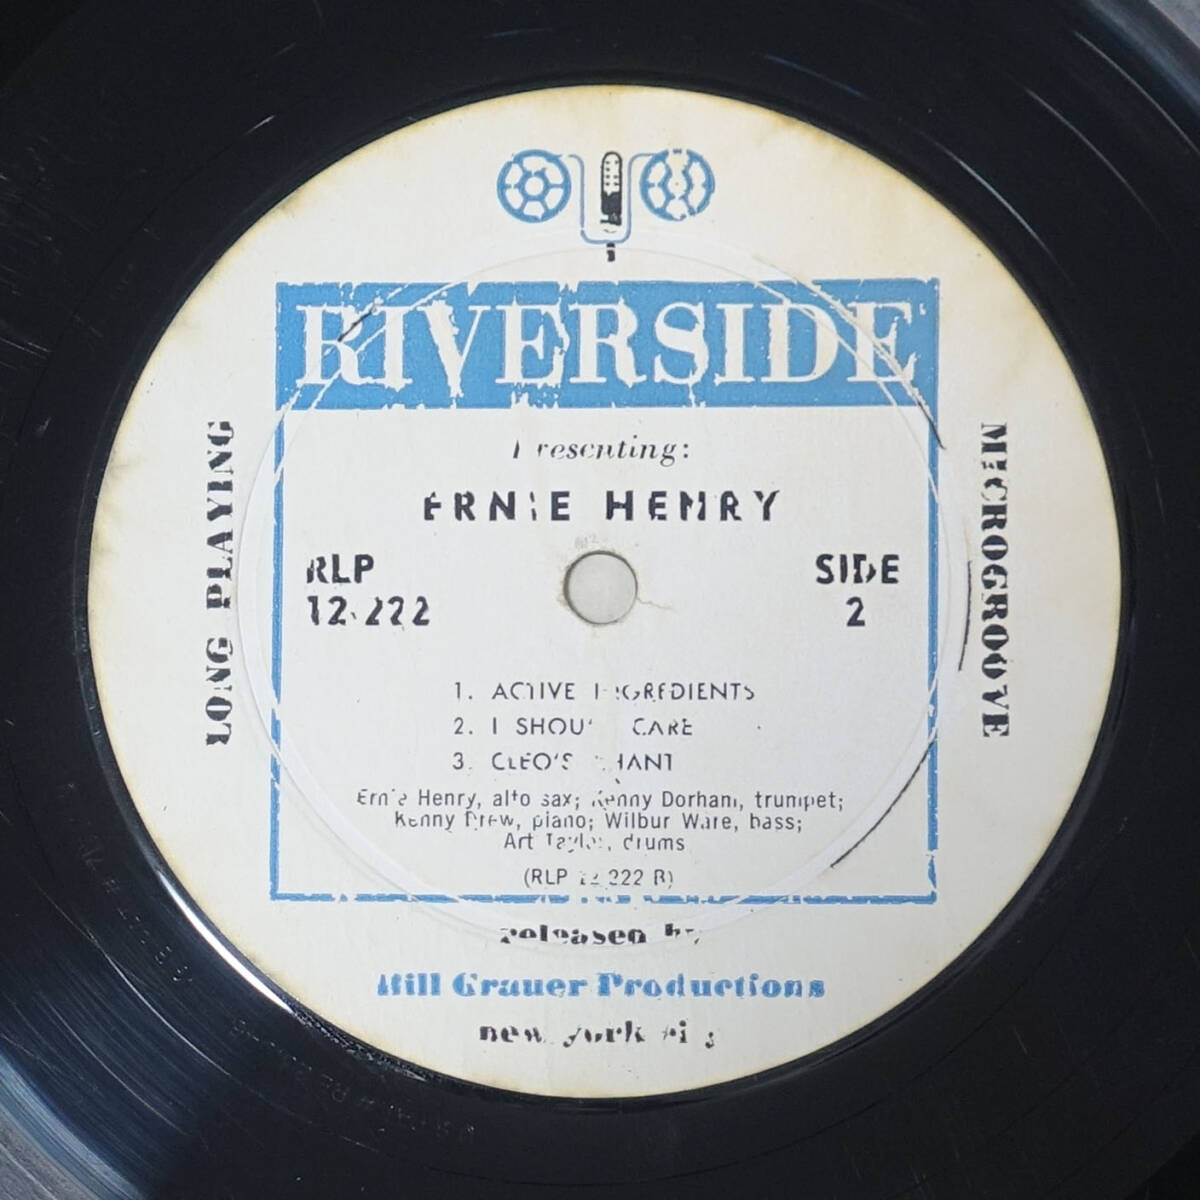 RIVERSIDE
Presenting:
ERNIE HENRY
RLP
12-222
SIDE
2
LONG PLAYING
MICROGROOVE
1. ACTIVE INGREDIENTS
2. I SHOULD CARE
3. CLEO'S CHANT
Ernie Henry, alto sax; Kenny Dorham, trumpet;
Kenny Drew, piano; Wilbur Ware, bass;
Art Taylor, drums
(RLP 12-222 B)
released by
Bill Grauer Productions
new york city